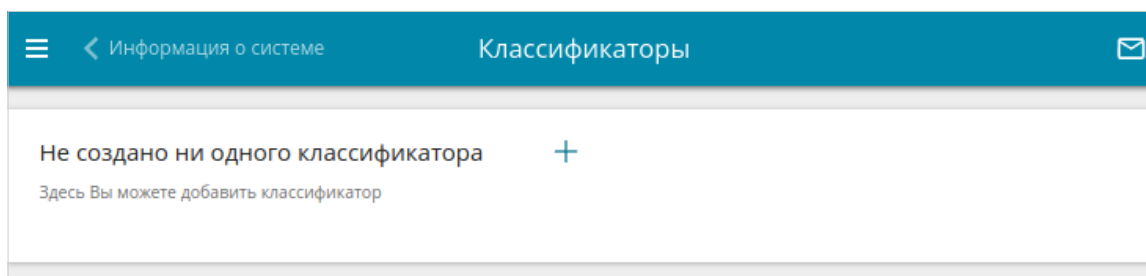 Информация о системе
Классификаторы
Не создано ни одного классификатора
Здесь Вы можете добавить классификатор